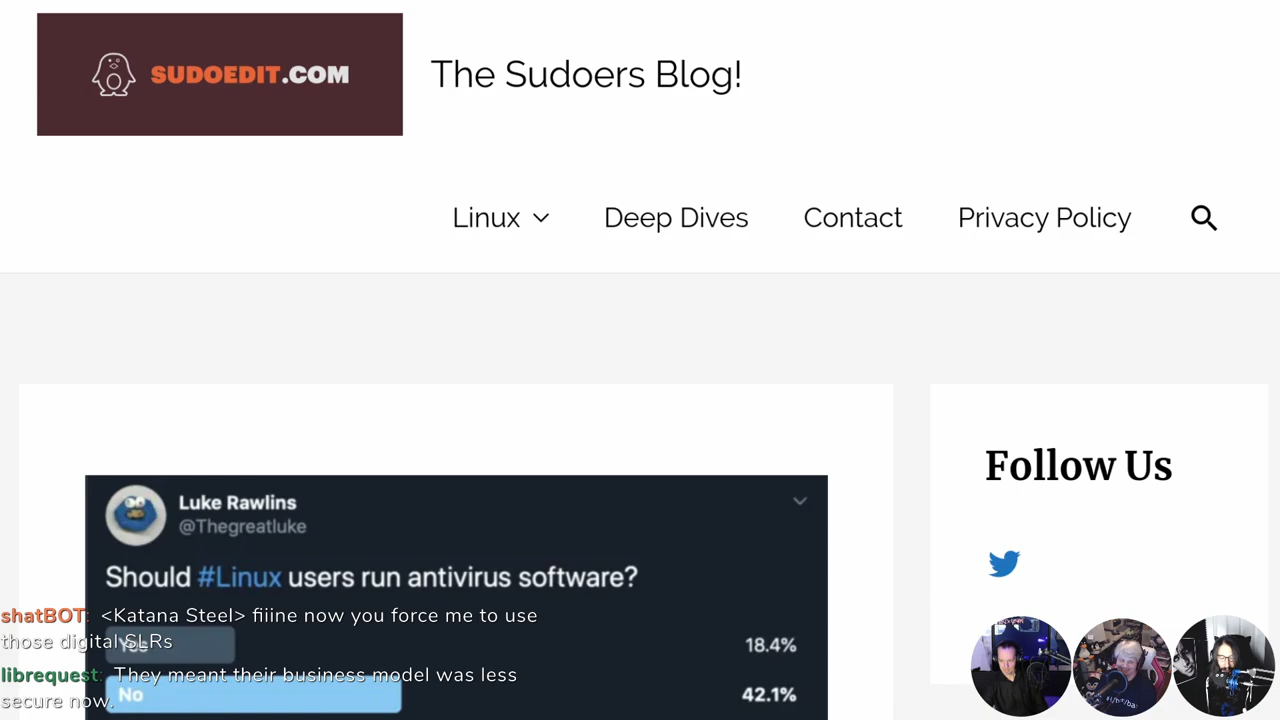 SUDOEDIT.COM
The Sudoers Blog!
Linux
Deep Dives
Contact
Privacy Policy
Follow Us
Luke Rawlins
@Thegreatluke
Should #Linux users run antivirus software?
shatBOT: <Katana Steel> fiiine now you force me to use
those digital SLRs
Yes
18.4%
librequest: They meant their business model was less
secure now.
No
42.1%